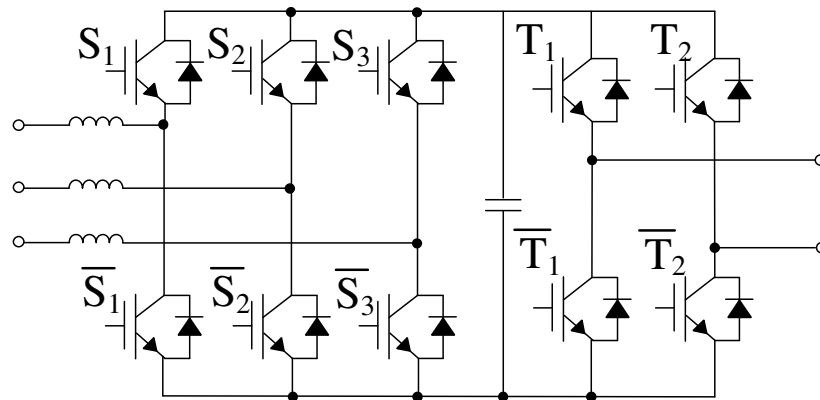 S₁ S₂ S₃ T₁ T₂
S̅₁ S̅₂ S̅₃ T̅₁ T̅₂